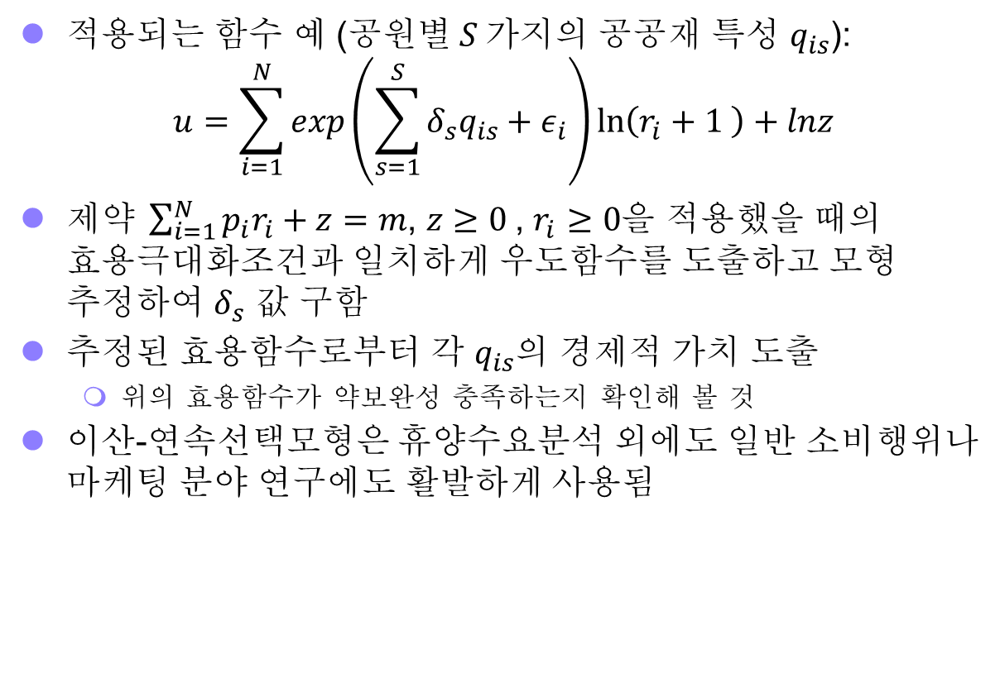 적용되는 함수 예 (공원별 S 가지의 공공재 특성 q_{is}):
u = \sum_{i=1}^{N} exp\left(\sum_{s=1}^{S} \delta_s q_{is} + \epsilon_i\right) \ln(r_i + 1) + lnz
제약 \sum_{i=1}^{N} p_i r_i + z = m, z ≥ 0 , r_i ≥ 0을 적용했을 때의
효용극대화조건과 일치하게 우도함수를 도출하고 모형
추정하여 δ_s 값 구함
추정된 효용함수로부터 각 q_{is}의 경제적 가치 도출
위의 효용함수가 약보완성 충족하는지 확인해 볼 것
이산-연속선택모형은 휴양수요분석 외에도 일반 소비행위나
마케팅 분야 연구에도 활발하게 사용됨